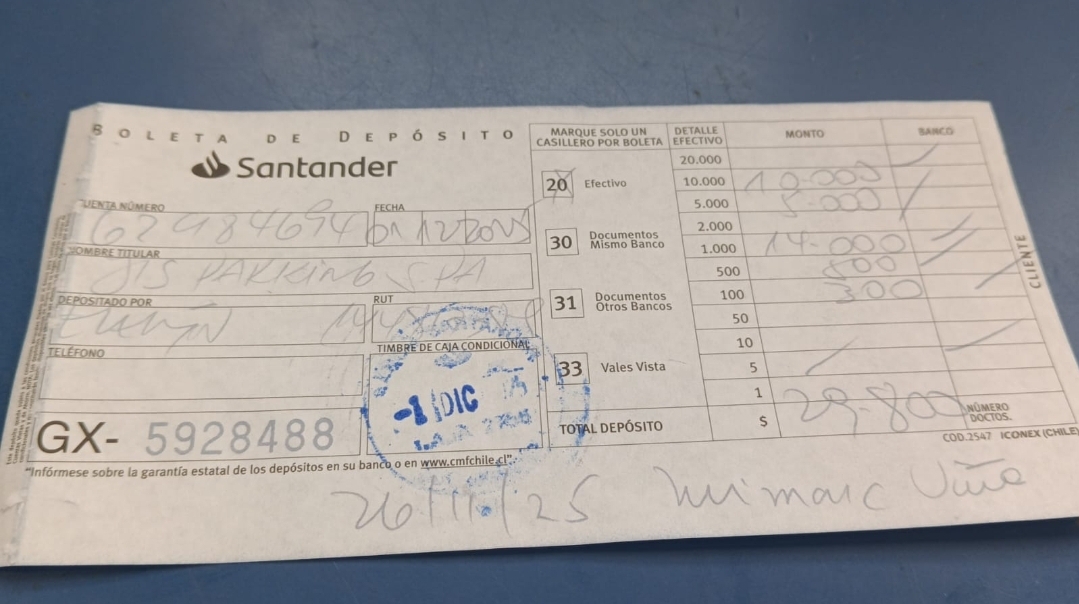 BOLETA DE DEPÓSITO
Santander
CUENTA NÚMERO
FECHA
01 12 2025
NOMBRE TITULAR
JIS PARKING SPA
DEPOSITADO POR
RUT
TELÉFONO
TIMBRE DE CAJA CONDICIONAL
-1 DIC
GX- 5928488
"Infórmese sobre la garantía estatal de los depósitos en su banco o en www.cmfchile.cl"
MARQUE SOLO UN CASILLERO POR BOLETA
20 Efectivo
30 Documentos Mismo Banco
31 Documentos Otros Bancos
33 Vales Vista
DETALLE EFECTIVO MONTO BANCO
20.000
10.000 10.000
5.000 5.000
2.000
1.000 14.000
500 500
100 300
50
10
5
1
TOTAL DEPÓSITO $ 29.800
NÚMERO DOCTOS.
COD.2547 ICONEX (CHILE)
CLIENTE
26/11/25 Viña